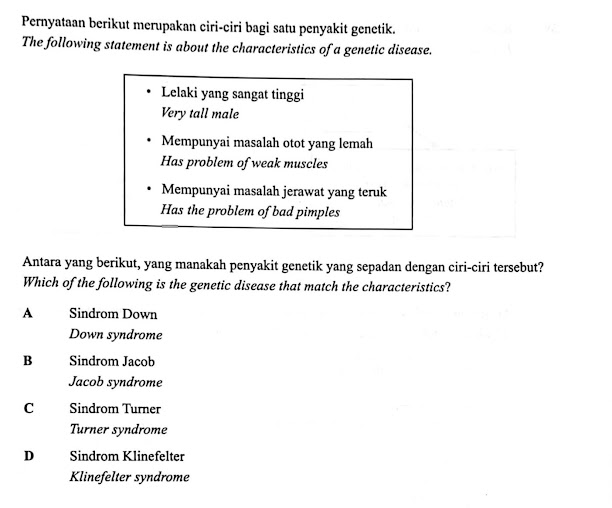 Pernyataan berikut merupakan ciri-ciri bagi satu penyakit genetik.
The following statement is about the characteristics of a genetic disease.
• Lelaki yang sangat tinggi
Very tall male
• Mempunyai masalah otot yang lemah
Has problem of weak muscles
• Mempunyai masalah jerawat yang teruk
Has the problem of bad pimples
Antara yang berikut, yang manakah penyakit genetik yang sepadan dengan ciri-ciri tersebut?
Which of the following is the genetic disease that match the characteristics?
A Sindrom Down
Down syndrome
B Sindrom Jacob
Jacob syndrome
C Sindrom Turner
Turner syndrome
D Sindrom Klinefelter
Klinefelter syndrome